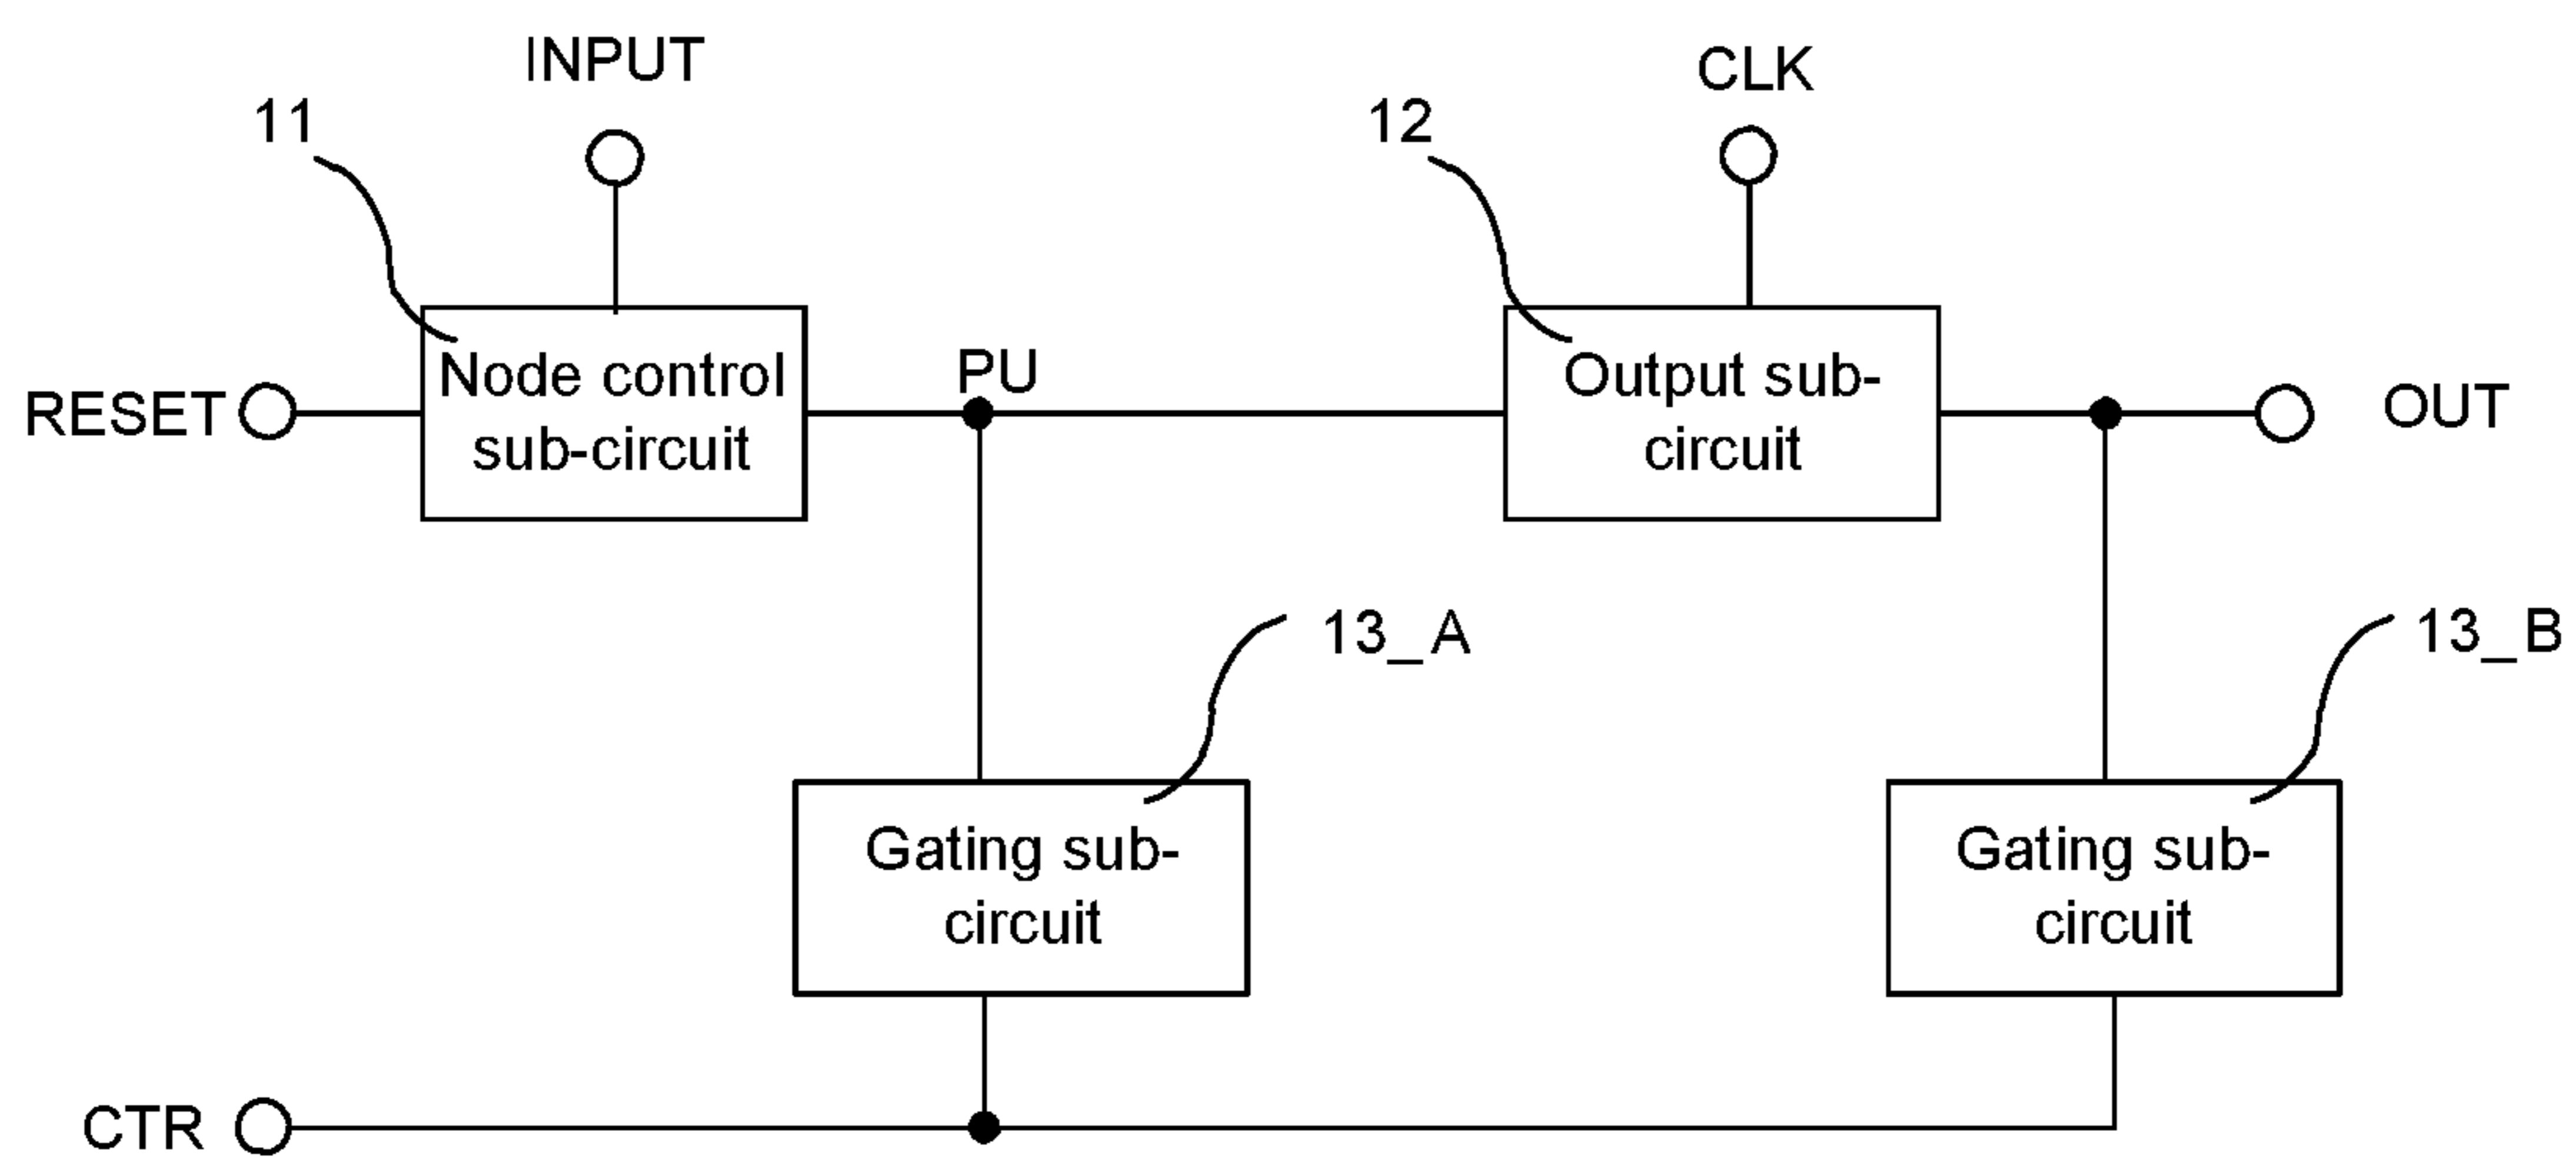 INPUT
CLK
11
12
Node control
sub-circuit
PU
Output sub-
circuit
RESET
OUT
13_A
13_B
Gating sub-
circuit
Gating sub-
circuit
CTR